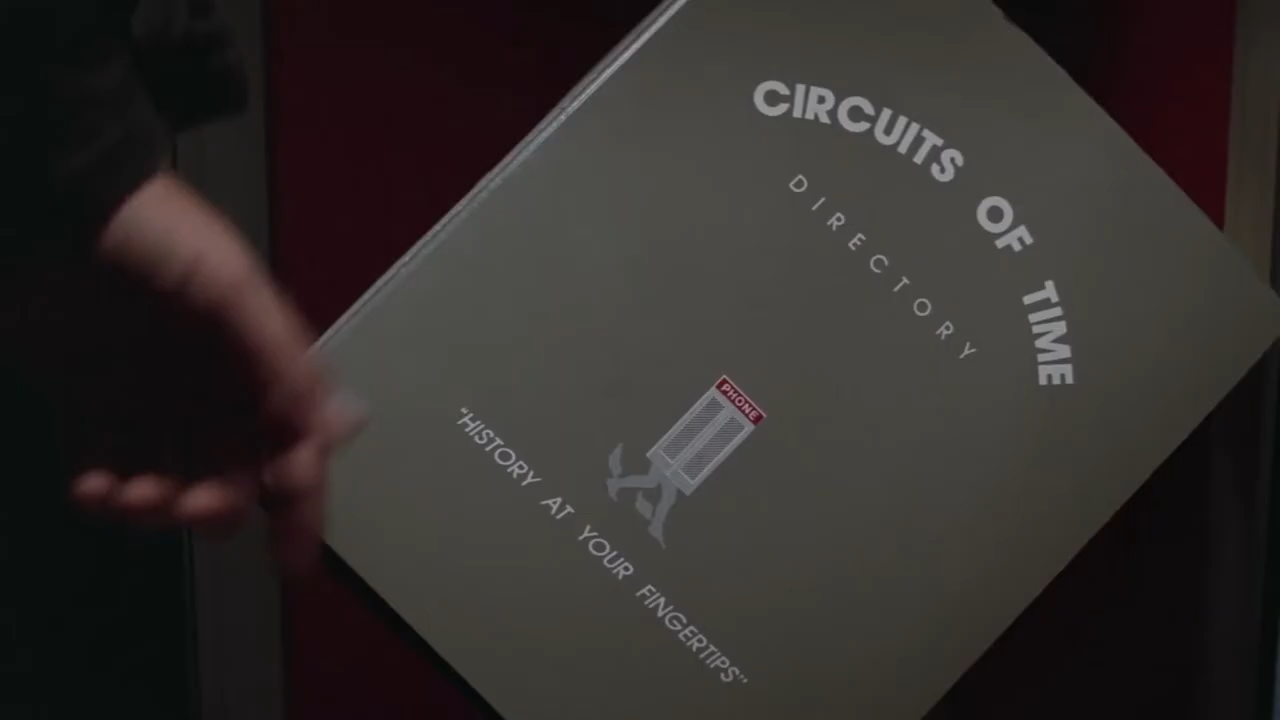 CIRCUITS OF TIME
DIRECTORY
PHONE
"HISTORY AT YOUR FINGERTIPS"